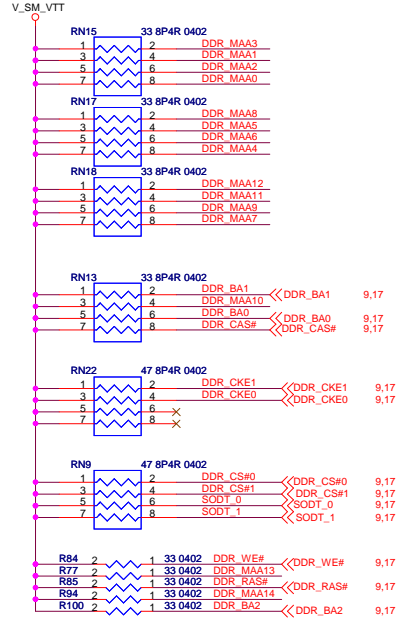 V_SM_VTT
RN15 33 8P4R 0402
1 2 DDR_MAA3
3 4 DDR_MAA1
5 6 DDR_MAA2
7 8 DDR_MAA0
RN17 33 8P4R 0402
1 2 DDR_MAA8
3 4 DDR_MAA5
5 6 DDR_MAA6
7 8 DDR_MAA4
RN18 33 8P4R 0402
1 2 DDR_MAA12
3 4 DDR_MAA11
5 6 DDR_MAA9
7 8 DDR_MAA7
RN13 33 8P4R 0402
1 2 DDR_BA1 DDR_BA1 9,17
3 4 DDR_MAA10
5 6 DDR_BA0 DDR_BA0 9,17
7 8 DDR_CAS# DDR_CAS# 9,17
RN22 47 8P4R 0402
1 2 DDR_CKE1 DDR_CKE1 9,17
3 4 DDR_CKE0 DDR_CKE0 9,17
5 6
7 8
RN9 47 8P4R 0402
1 2 DDR_CS#0 DDR_CS#0 9,17
3 4 DDR_CS#1 DDR_CS#1 9,17
5 6 SODT_0 SODT_0 9,17
7 8 SODT_1 SODT_1 9,17
R84 2 1 33 0402 DDR_WE# DDR_WE# 9,17
R77 2 1 33 0402 DDR_MAA13
R85 2 1 33 0402 DDR_RAS# DDR_RAS# 9,17
R94 2 1 33 0402 DDR_MAA14
R100 2 1 33 0402 DDR_BA2 DDR_BA2 9,17